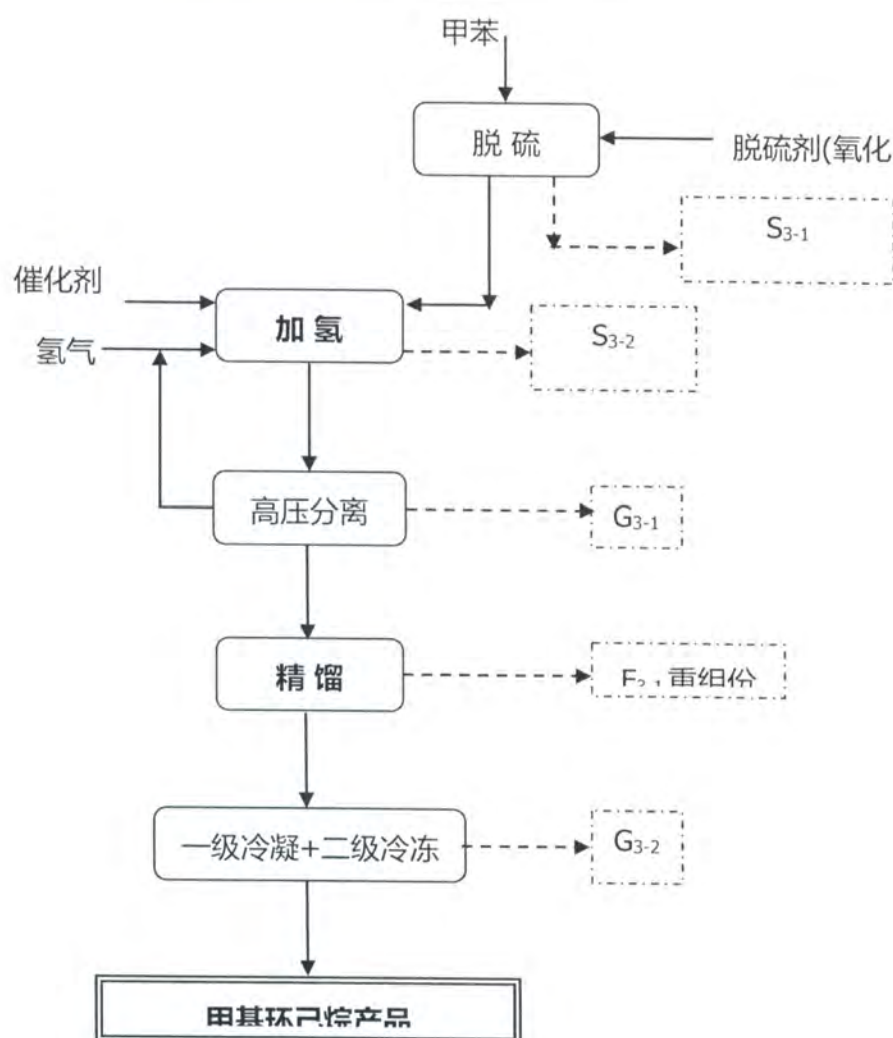 甲苯
脱 硫
脱硫剂(氧化
S3-1
催化剂
加 氢
氢气
S3-2
高压分离
G3-1
精 馏
重组份
一级冷凝+二级冷冻
G3-2
甲基环己烷产品